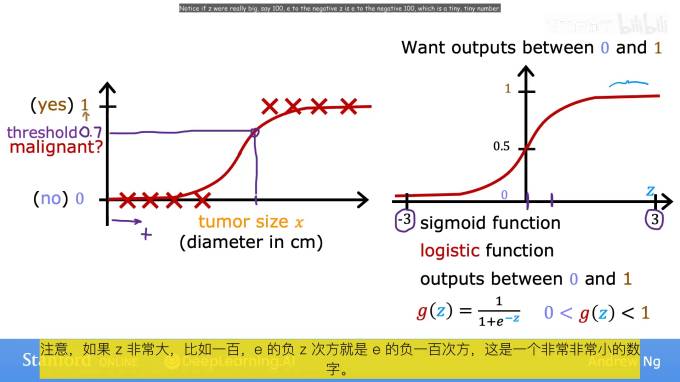 Notice if z were really big, say 100, e to the negative z is e to the negative 100, which is a tiny, tiny number.
bilibili
Want outputs between 0 and 1
(yes) 1
threshold 0.7
malignant?
(no) 0
tumor size x
(diameter in cm)
1
0.5
0
z
-3
3
sigmoid function
logistic function
outputs between 0 and 1
g(z) = 1/(1+e^-z) 0 < g(z) < 1
注意，如果 z 非常大，比如一百，e 的负 z 次方就是 e 的负一百次方，这是一个非常非常小的数
字。
Stanford ONLINE DeepLearning.AI Andrew Ng